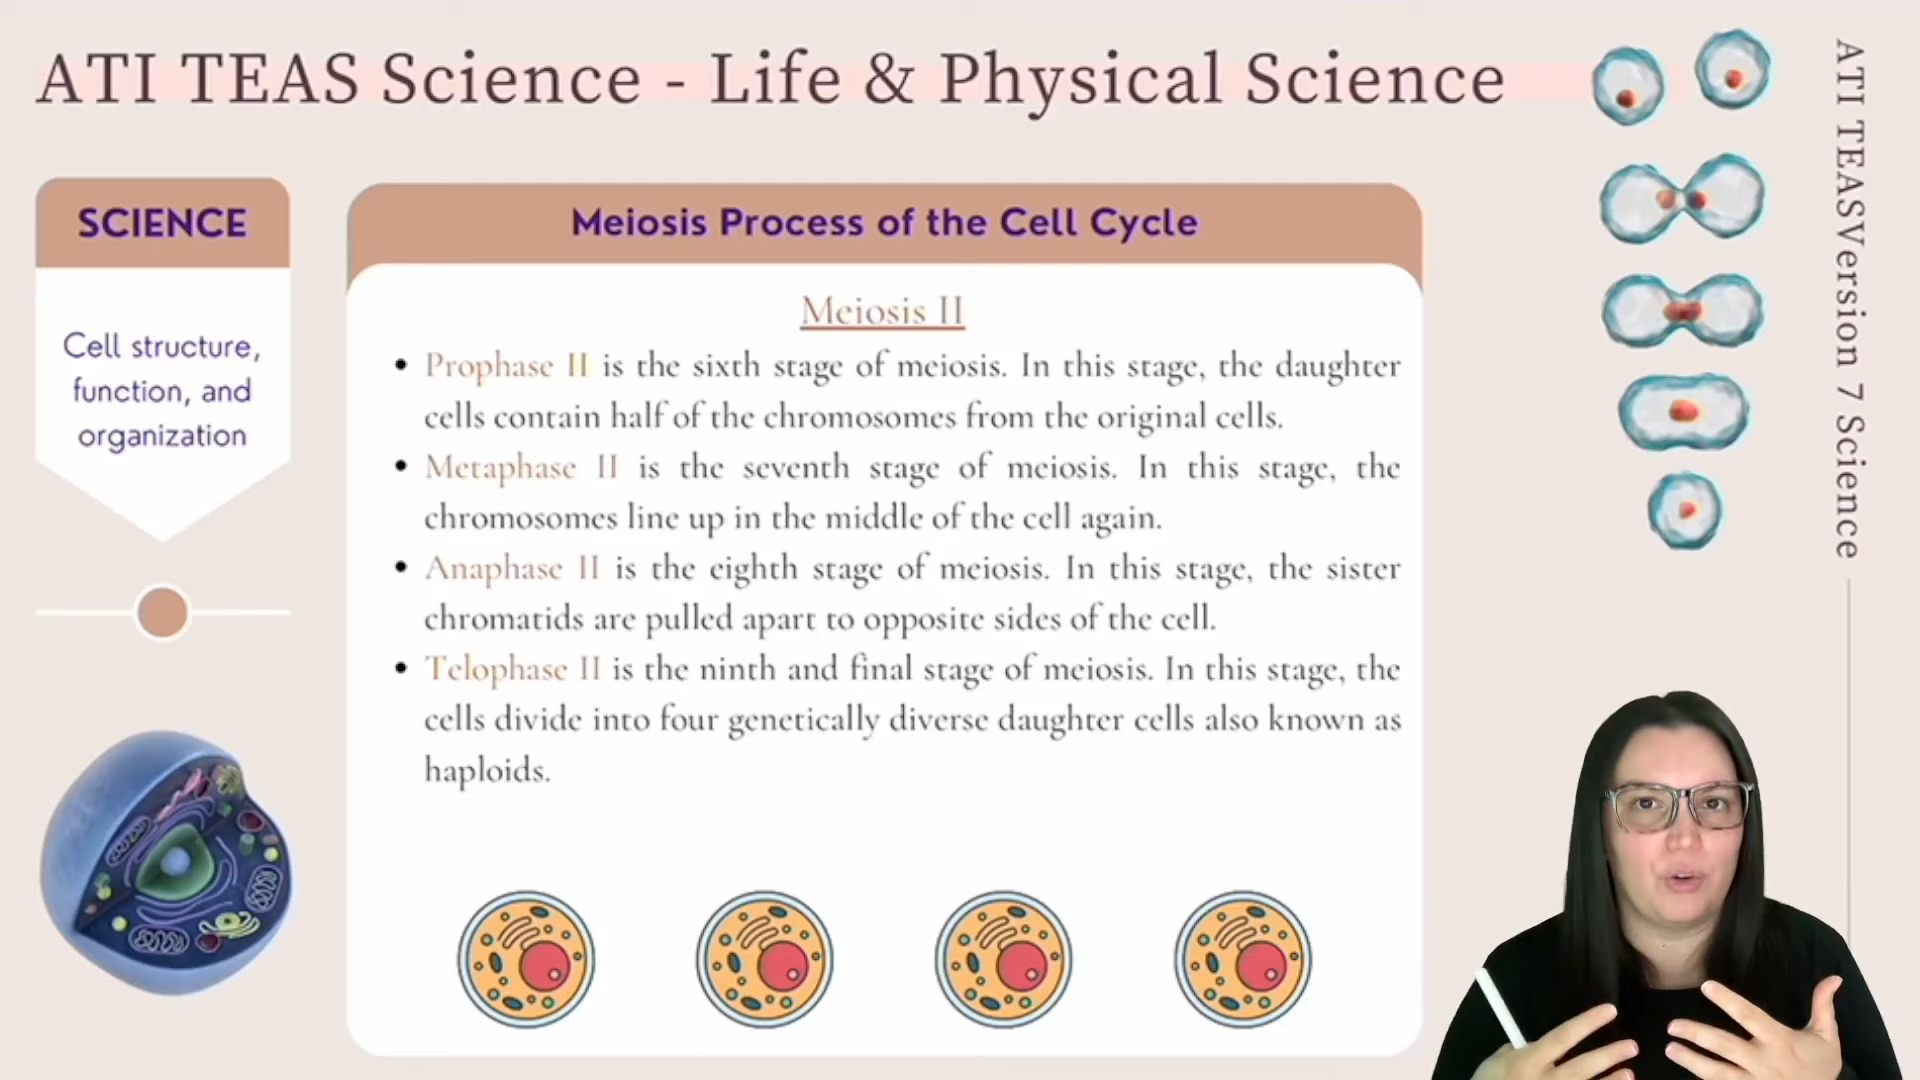 ATI TEAS Science - Life & Physical Science
SCIENCE
Cell structure,
function, and
organization
Meiosis Process of the Cell Cycle
Meiosis II
• Prophase II is the sixth stage of meiosis. In this stage, the daughter
cells contain half of the chromosomes from the original cells.
• Metaphase II is the seventh stage of meiosis. In this stage, the
chromosomes line up in the middle of the cell again.
• Anaphase II is the eighth stage of meiosis. In this stage, the sister
chromatids are pulled apart to opposite sides of the cell.
• Telophase II is the ninth and final stage of meiosis. In this stage, the
cells divide into four genetically diverse daughter cells also known as
haploids.
ATI TEASVersion 7 Science